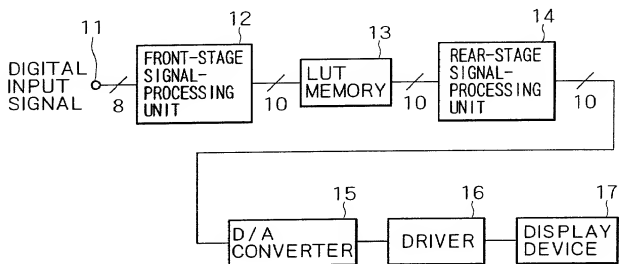 11
12
13
14
DIGITAL
INPUT
SIGNAL
8
FRONT-STAGE
SIGNAL-
PROCESSING
UNIT
10
LUT
MEMORY
10
REAR-STAGE
SIGNAL-
PROCESSING
UNIT
10
15
16
17
D/A
CONVERTER
DRIVER
DISPLAY
DEVICE